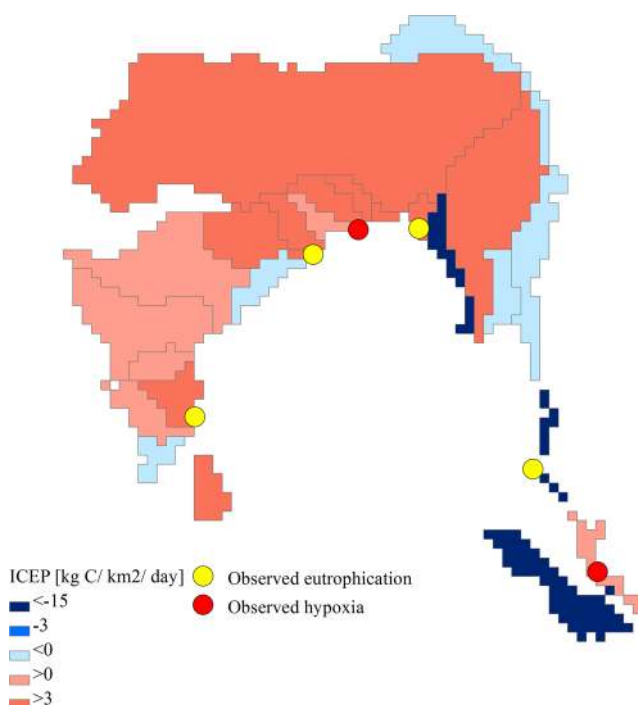 ICEP [kg C/ km2/ day]
<-15
-3
<0
>0
>3
Observed eutrophication
Observed hypoxia